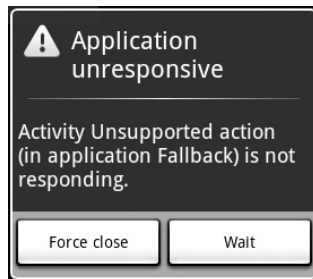 Application
unresponsive
Activity Unsupported action
(in application Fallback) is not
responding.
Force close
Wait